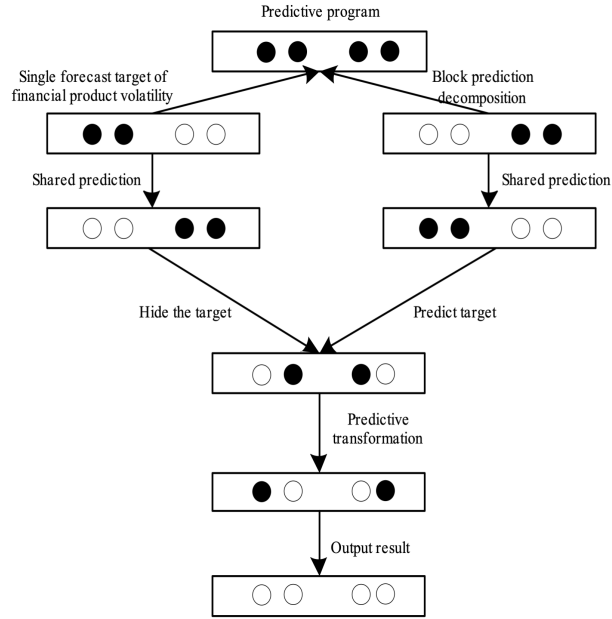 Predictive program
Single forecast target of
financial product volatility
Block prediction
decomposition
Shared prediction
Shared prediction
Hide the target
Predict target
Predictive
transformation
Output result